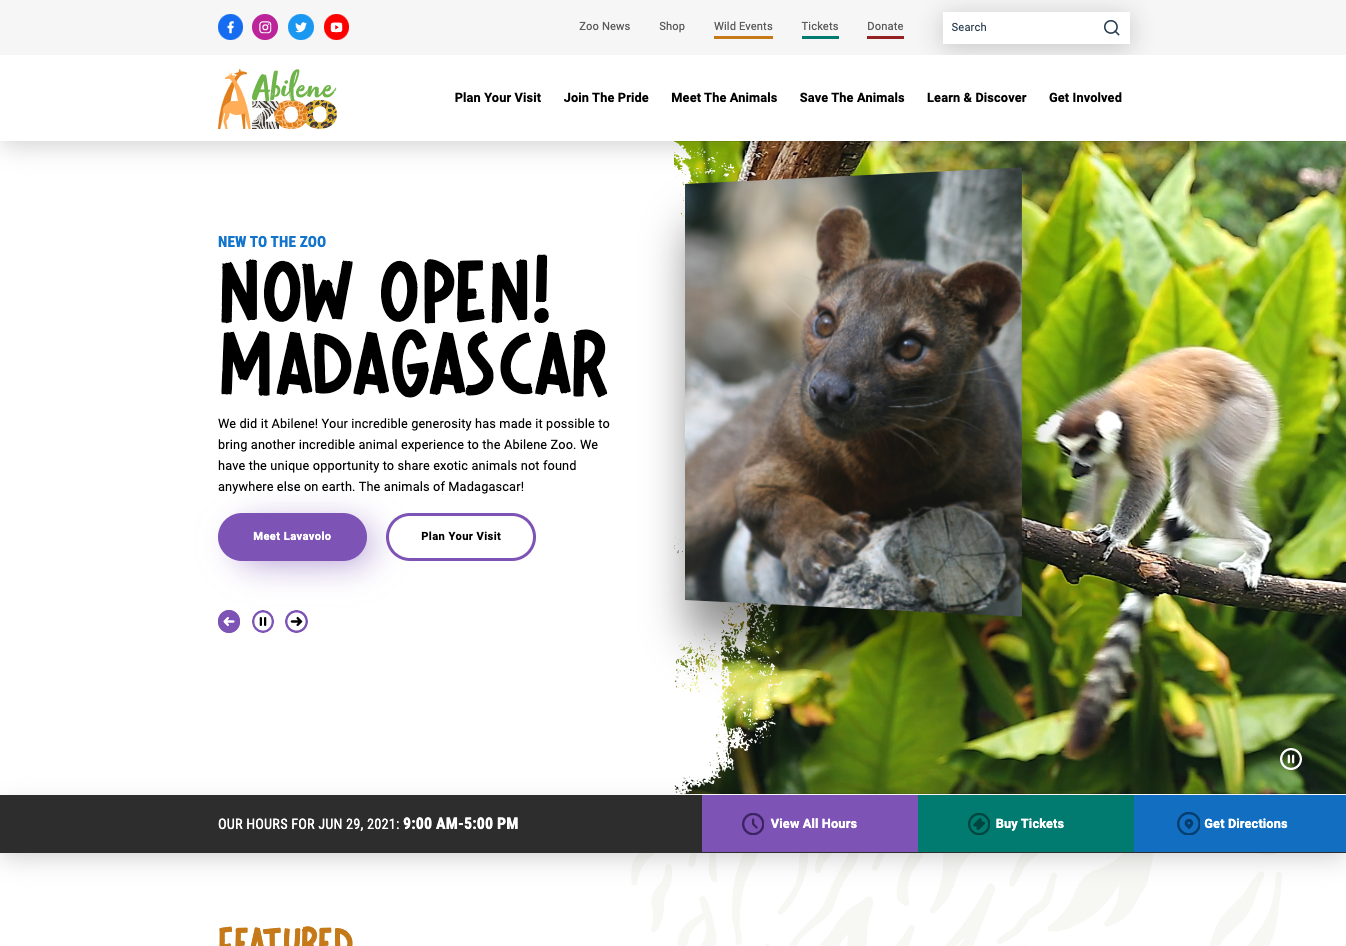 Zoo News
Shop
Wild Events
Tickets
Donate
Search
Abilene
ZOO
Plan Your Visit
Join The Pride
Meet The Animals
Save The Animals
Learn & Discover
Get Involved
NEW TO THE ZOO
NOW OPEN!
MADAGASCAR
We did it Abilene! Your incredible generosity has made it possible to
bring another incredible animal experience to the Abilene Zoo. We
have the unique opportunity to share exotic animals not found
anywhere else on earth. The animals of Madagascar!
Meet Lavavolo
Plan Your Visit
OUR HOURS FOR JUN 29, 2021: 9:00 AM-5:00 PM
View All Hours
Buy Tickets
Get Directions
FEATURED